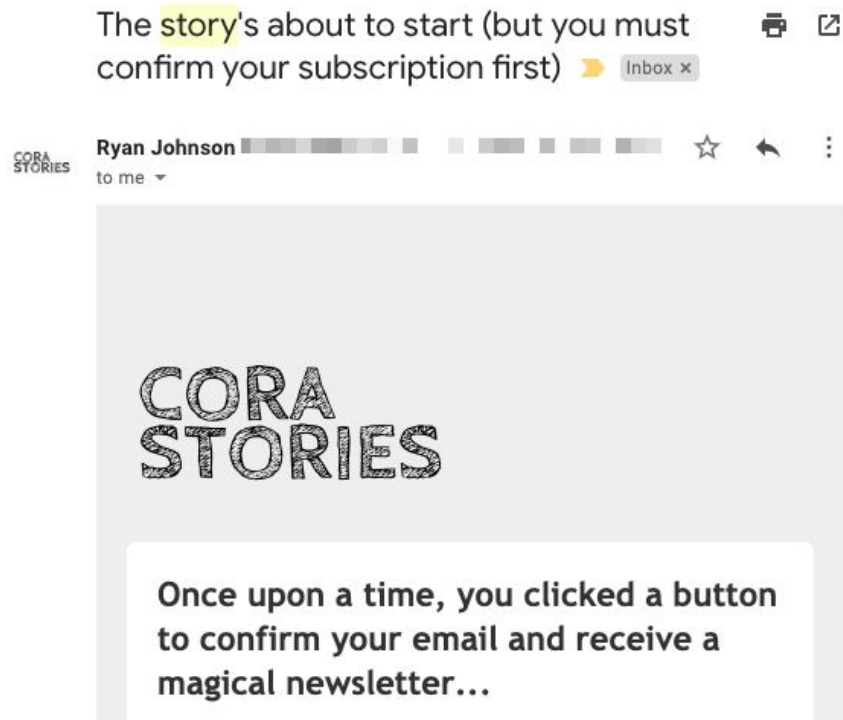 The story's about to start (but you must
confirm your subscription first)
Inbox ×
CORA
STORIES
Ryan Johnson
to me
CORA
STORIES
Once upon a time, you clicked a button
to confirm your email and receive a
magical newsletter...